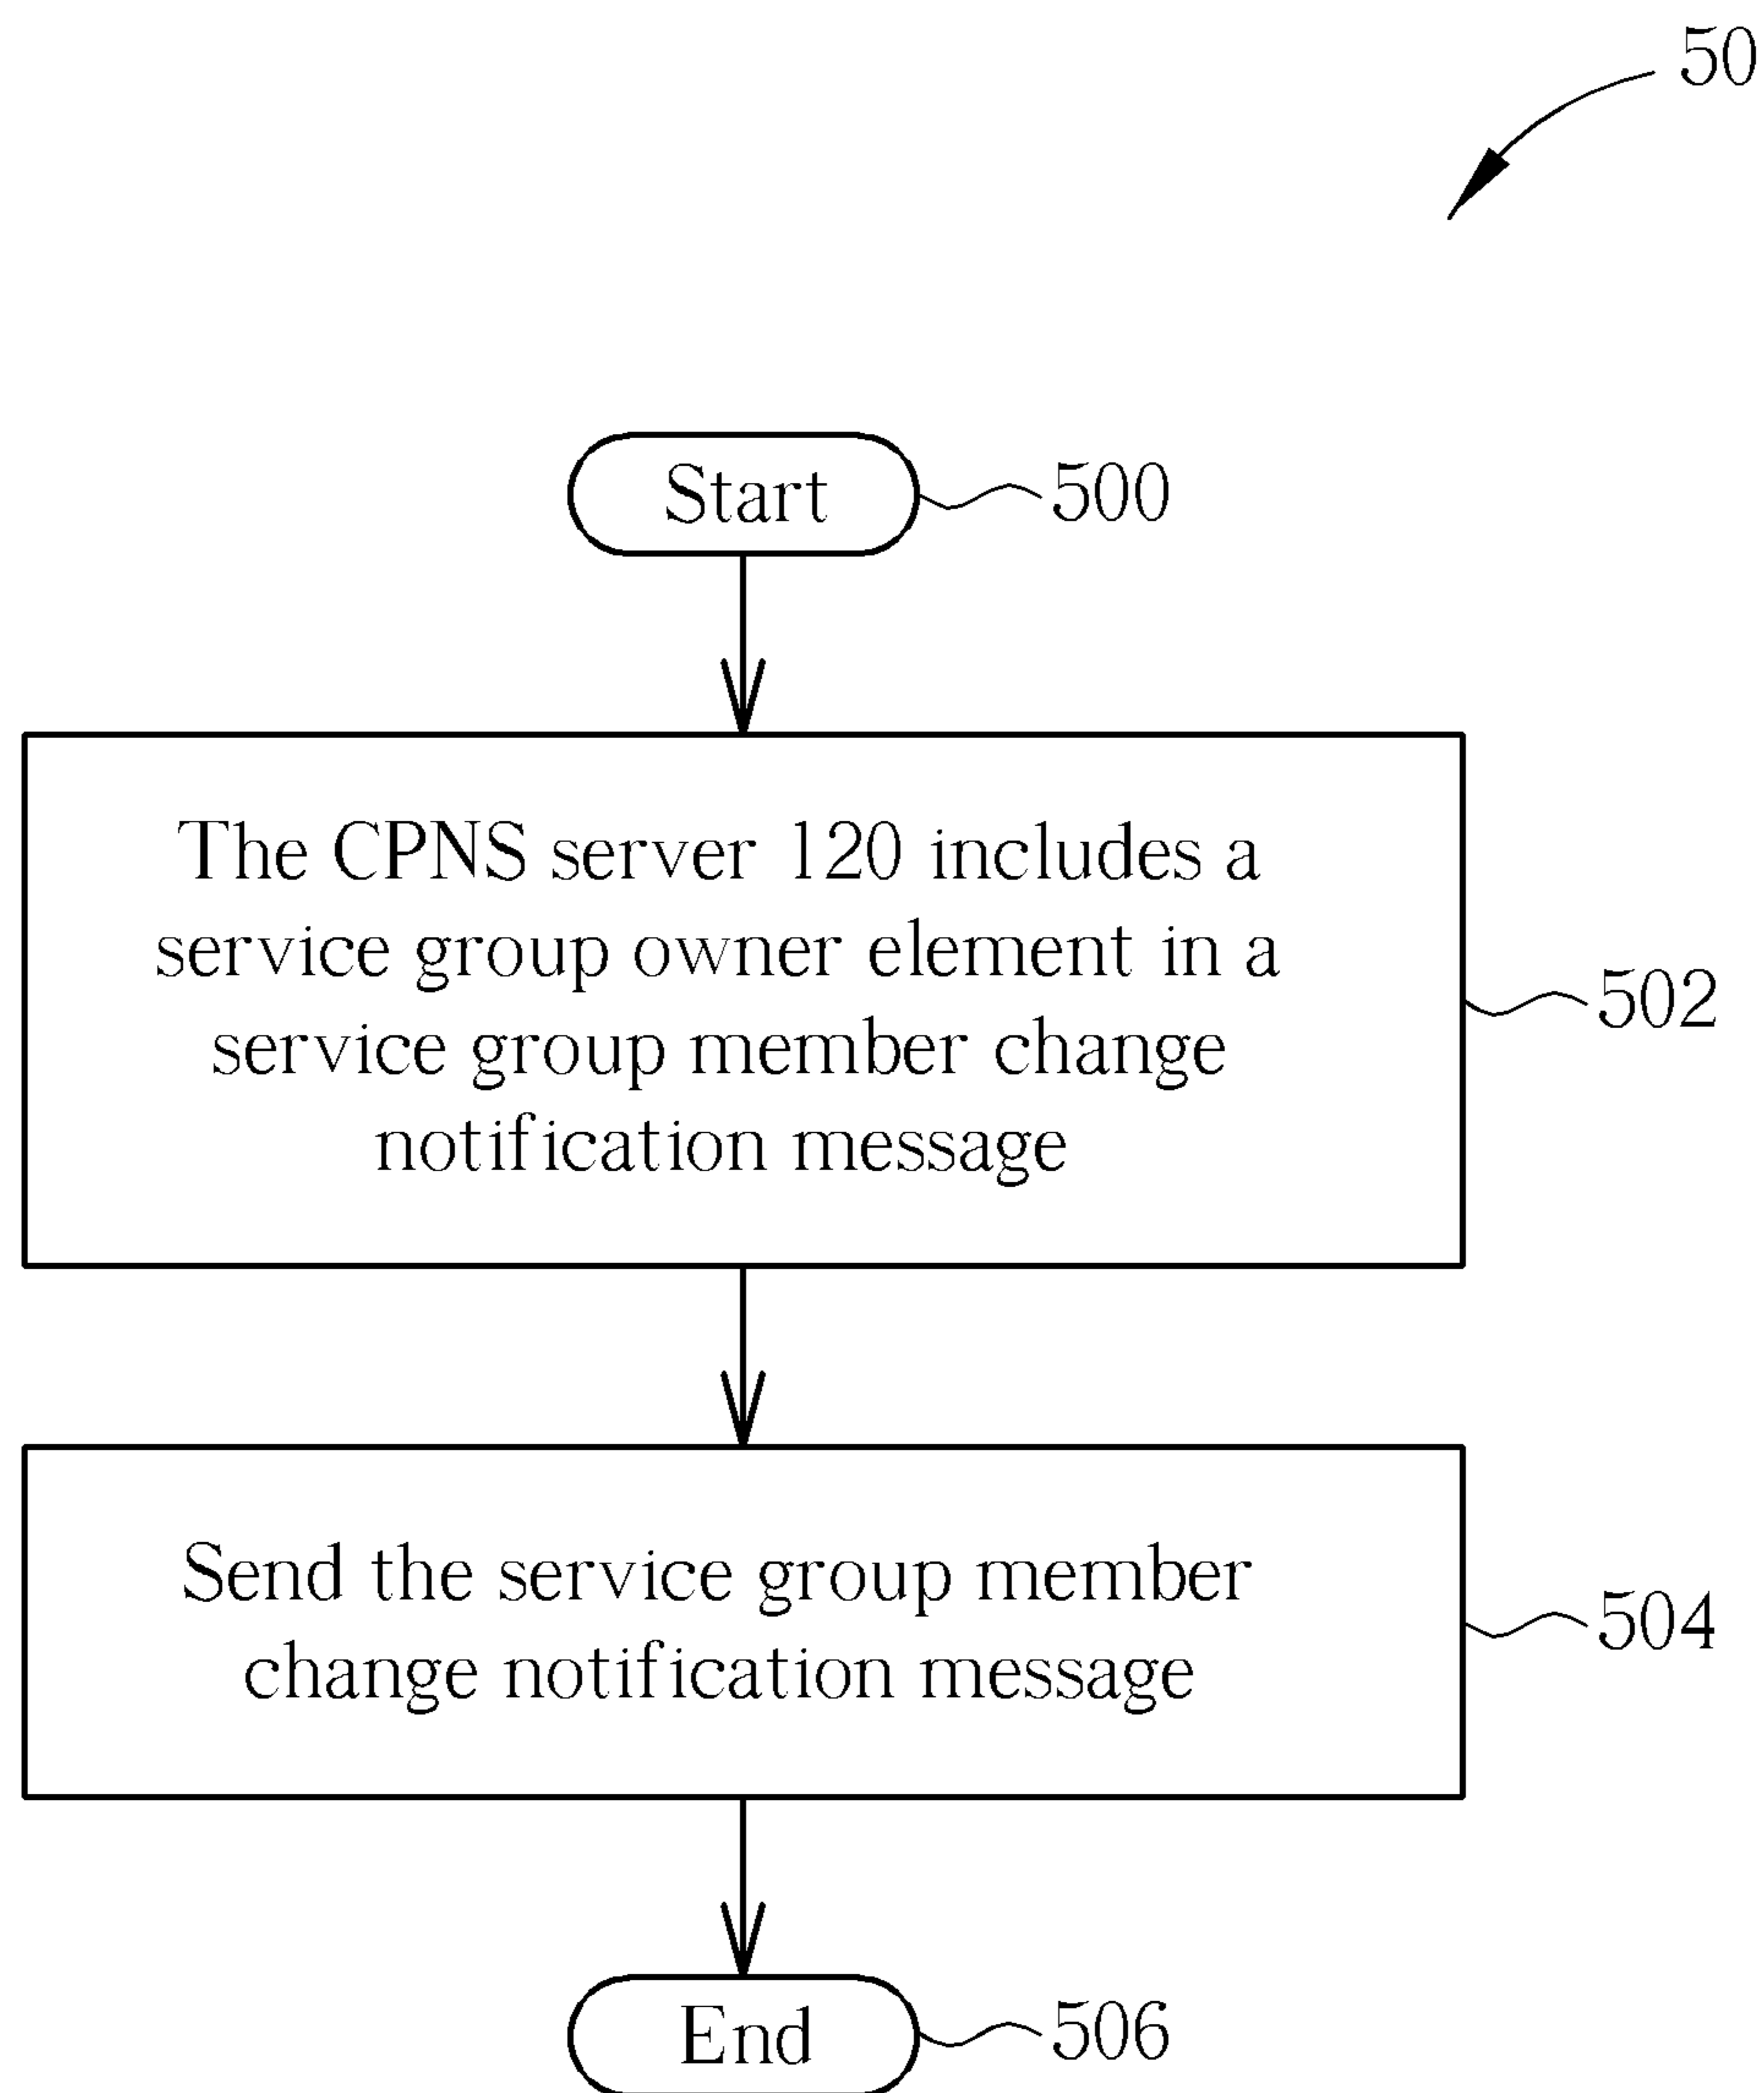 50
Start
500
The CPNS server 120 includes a
service group owner element in a
service group member change
notification message
502
Send the service group member
change notification message
504
End
506